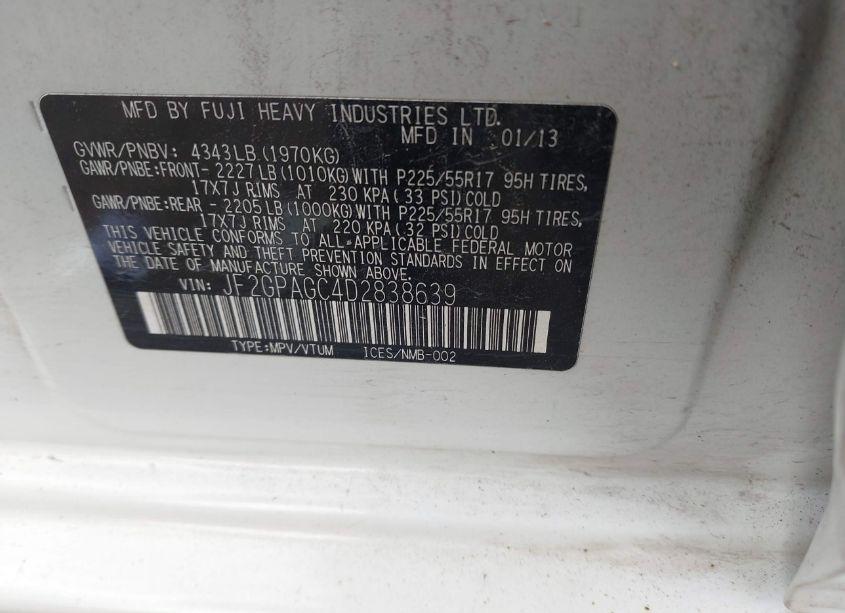 MFD BY FUJI HEAVY INDUSTRIES LTD.
MFD IN 01/13
GVWR/PNBV: 4343LB (1970KG)
GAWR/PNBE:FRONT- 2227LB (1010KG) WITH P225/55R17 95H TIRES,
17X7J RIMS AT 230 KPA( 33 PSI) COLD
GAWR/PNBE:REAR - 2205LB (1000KG) WITH P225/55R17 95H TIRES,
17X7J RIMS AT 220 KPA( 32 PSI) COLD
THIS VEHICLE CONFORMS TO ALL APPLICABLE FEDERAL MOTOR
VEHICLE SAFETY AND THEFT PREVENTION STANDARDS IN EFFECT ON
THE DATE OF MANUFACTURE SHOWN ABOVE.
VIN: JF2GPAGC4D2838639
TYPE:MPV/VTUM ICES/NMB-002